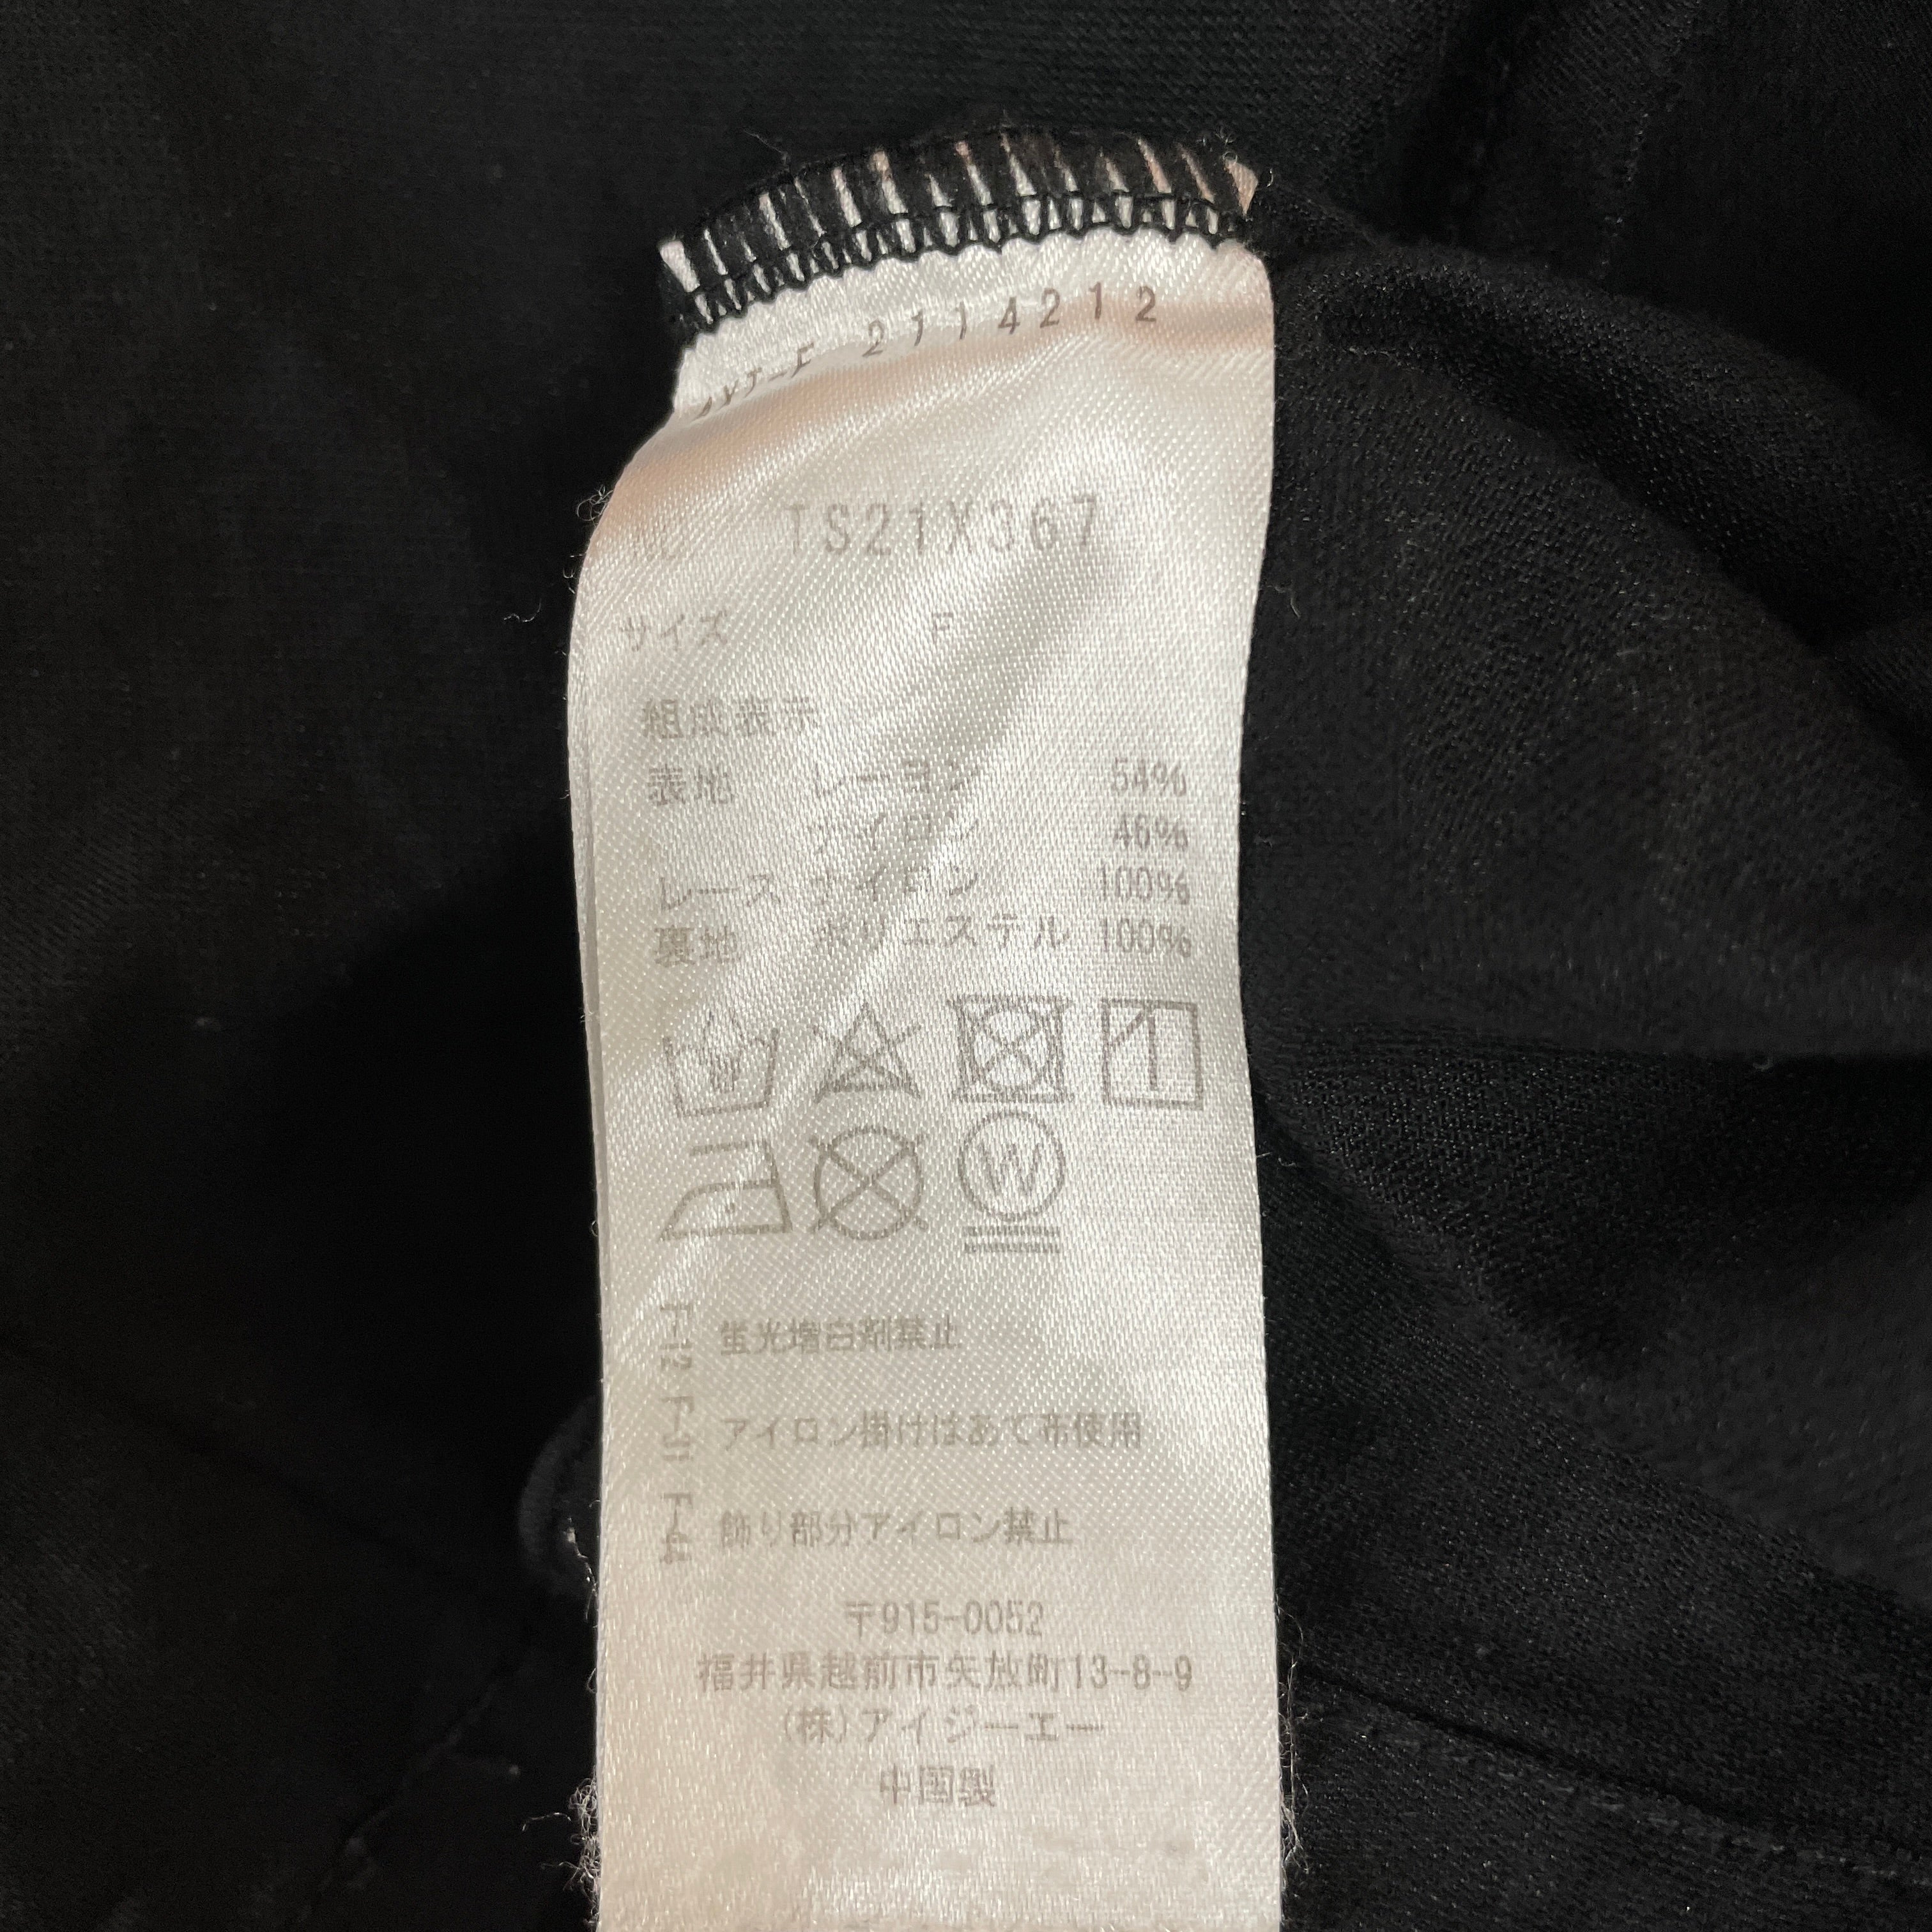 2114212
TS21X367
サイズ F
組成表示
表地 レーヨン 54%
ナイロン 46%
レース ナイロン 100%
裏地 ポリエステル 100%
W
蛍光増白剤禁止
アイロン掛けはあて布使用
飾り部分アイロン禁止
〒915-0052
福井県越前市矢放町13-8-9
(株)アイジーエー
中国製